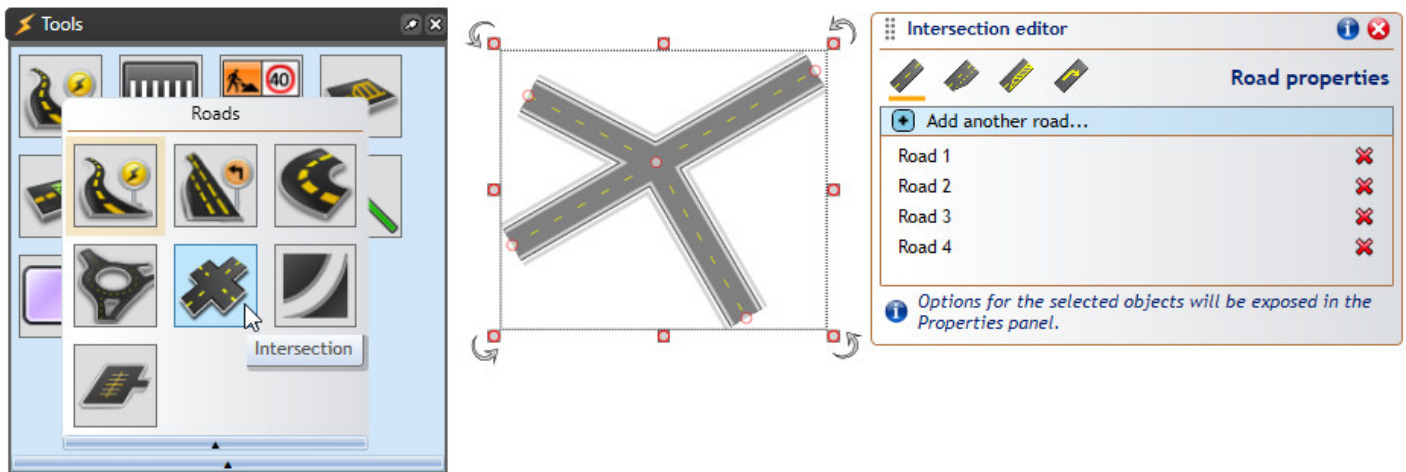 Tools
40
Roads
Intersection
Intersection editor
Road properties
Add another road...
Road 1
Road 2
Road 3
Road 4
Options for the selected objects will be exposed in the
Properties panel.